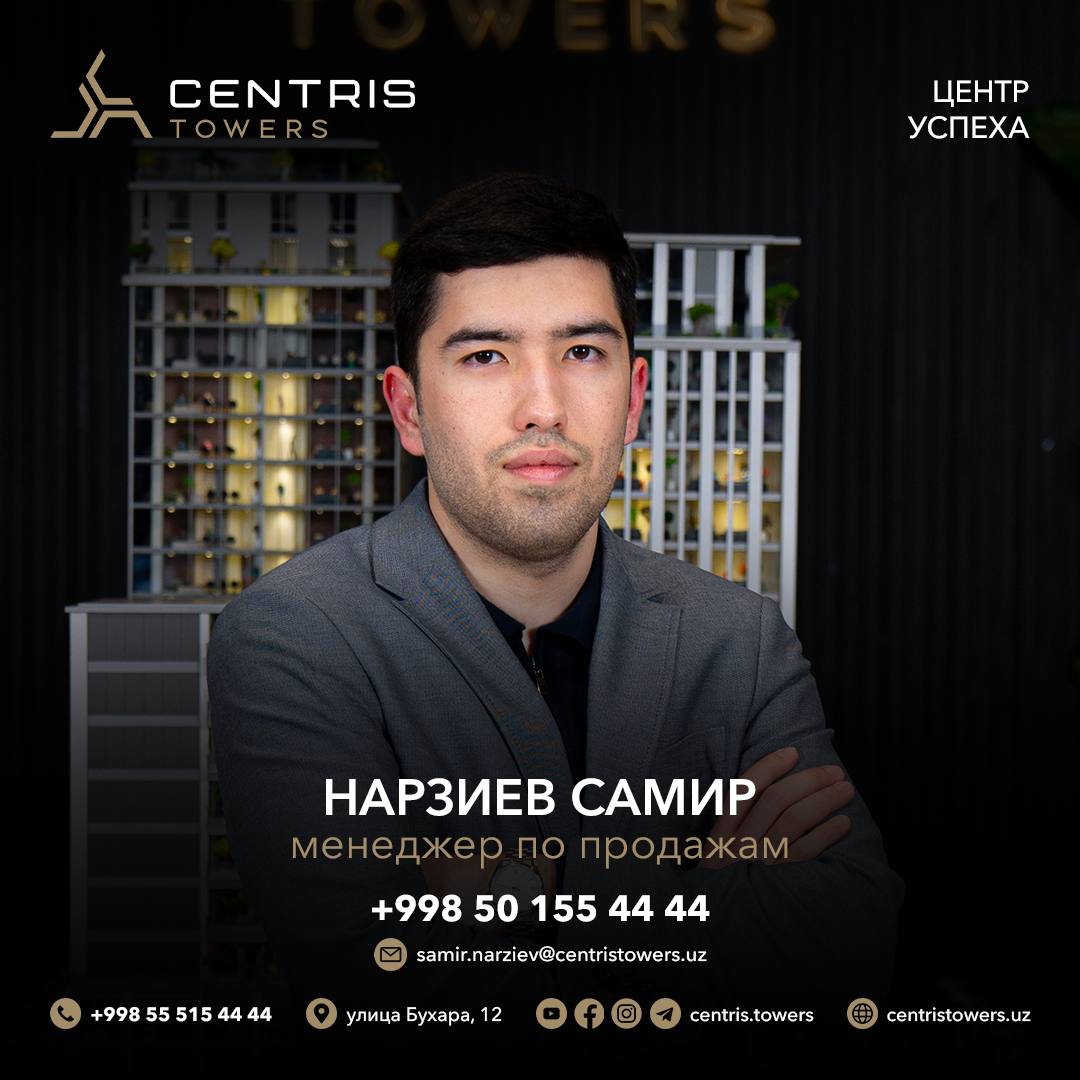 TOWERS
CENTRIS
TOWERS
ЦЕНТР
УСПЕХА
НАРЗИЕВ САМИР
менеджер по продажам
+998 50 155 44 44
samir.narziev@centristowers.uz
+998 55 515 44 44
улица Бухара, 12
centris.towers
centristowers.uz